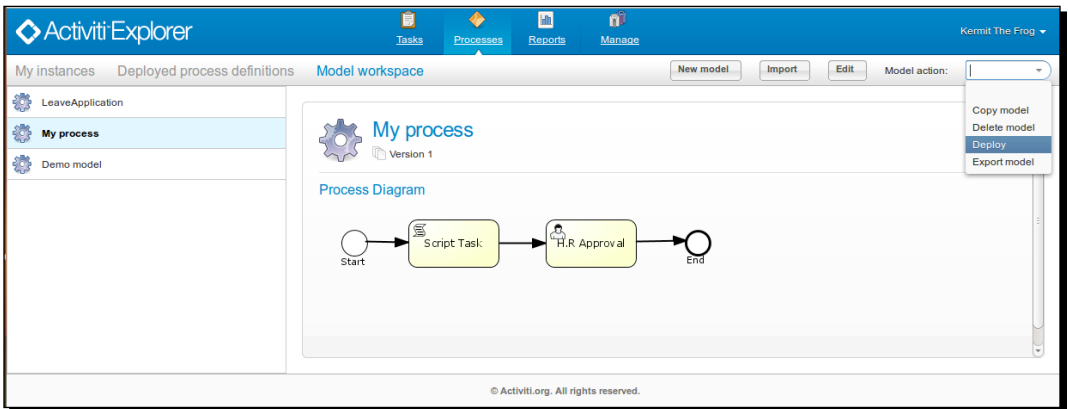 Activiti Explorer
Tasks
Processes
Reports
Manage
Kermit The Frog
My instances
Deployed process definitions
Model workspace
New model
Import
Edit
Model action:
Copy model
Delete model
Deploy
Export model
LeaveApplication
My process
Demo model
My process
Version 1
Process Diagram
Start
Script Task
H.R Approval
End
© Activiti.org. All rights reserved.